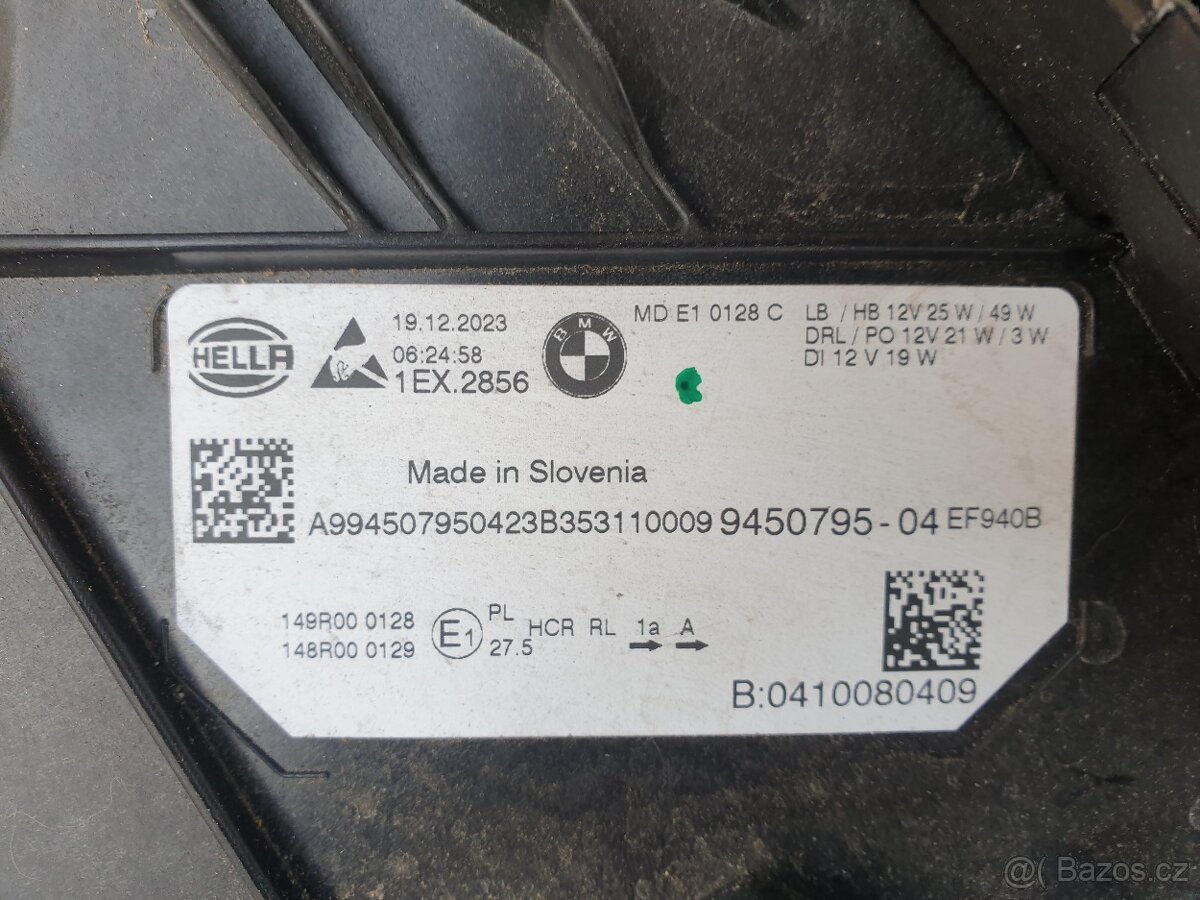 HELLA
19.12.2023
06:24:58
1EX.2856
BMW
MD E1 0128 C
LB / HB 12V 25 W / 49 W
DRL / PO 12V 21 W / 3 W
DI 12 V 19 W
Made in Slovenia
A994507950423B353110009 9450795 - 04 EF940B
149R00 0128
148R00 0129
E1
PL
27.5
HCR RL 1a A
B:0410080409
@( Bazos.cz